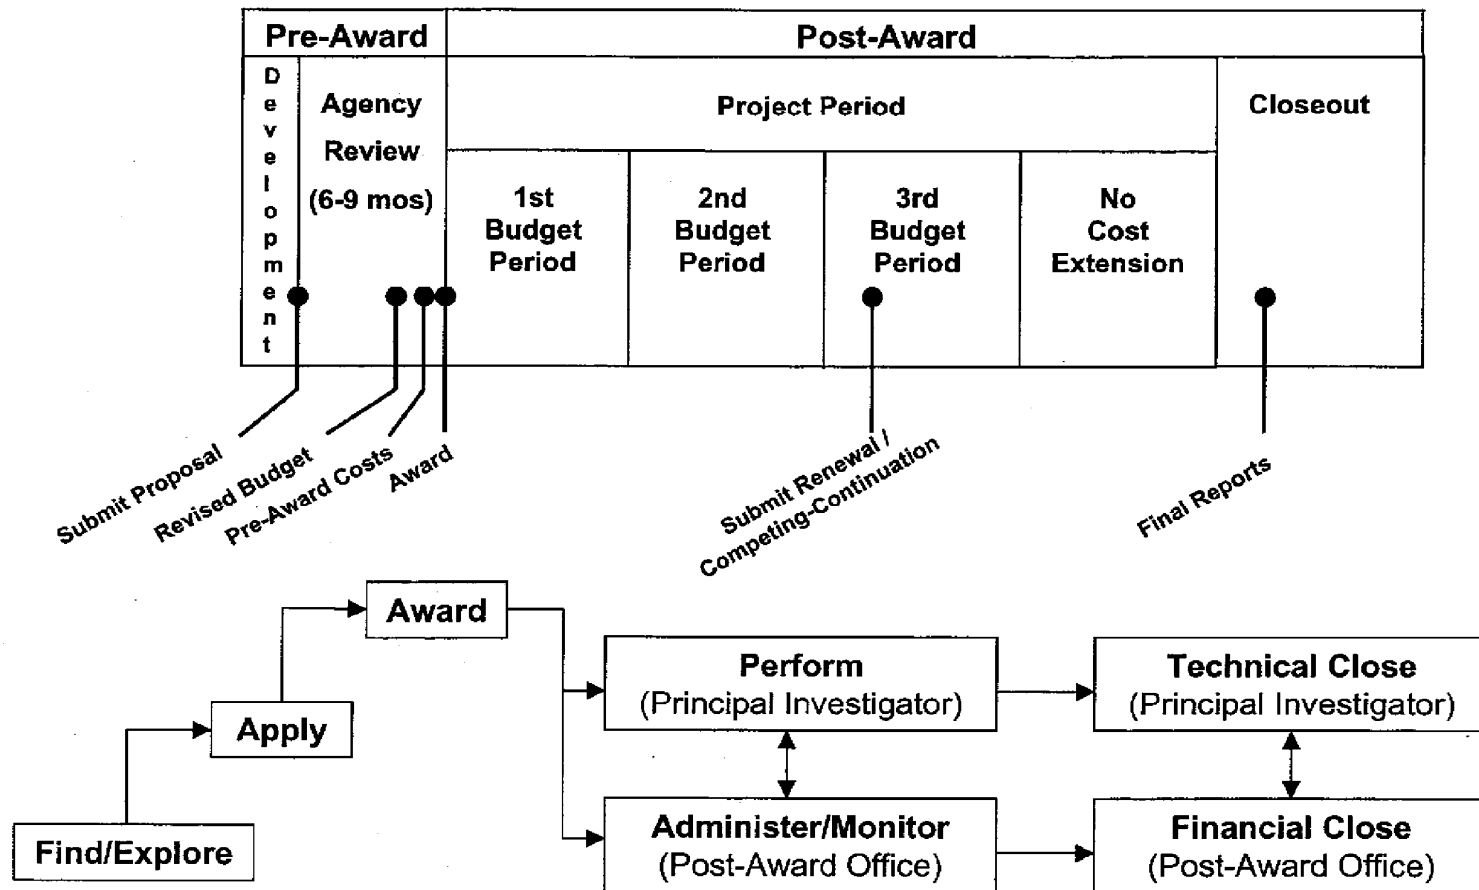 Pre-Award
Post-Award
Development
Agency
Review
(6-9 mos)
Project Period
Closeout
1st
Budget
Period
2nd
Budget
Period
3rd
Budget
Period
No
Cost
Extension
Submit Proposal
Revised Budget
Pre-Award Costs
Award
Submit Renewal /
Competing-Continuation
Final Reports
Award
Apply
Find/Explore
Perform
(Principal Investigator)
Technical Close
(Principal Investigator)
Administer/Monitor
(Post-Award Office)
Financial Close
(Post-Award Office)